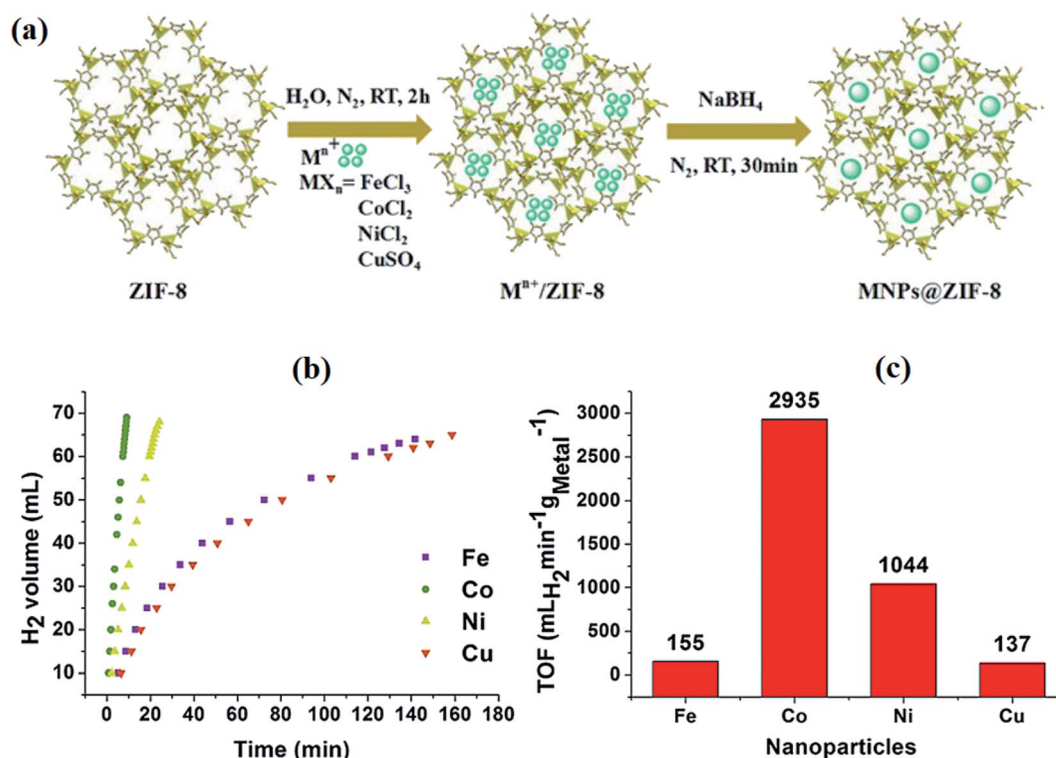 (a)
H₂O, N₂, RT, 2h
Mⁿ⁺
MXₙ= FeCl₃
CoCl₂
NiCl₂
CuSO₄
NaBH₄
N₂, RT, 30min
ZIF-8
Mⁿ⁺/ZIF-8
MNPs@ZIF-8
(b)
70
60
50
40
30
20
10
H₂ volume (mL)
Fe
Co
Ni
Cu
0 20 40 60 80 100 120 140 160 180
Time (min)
(c)
3000
2500
2000
1000
500
0
TOF (mL_H₂min⁻¹g_Metal⁻¹)
155
2935
1044
137
Fe Co Ni Cu
Nanoparticles